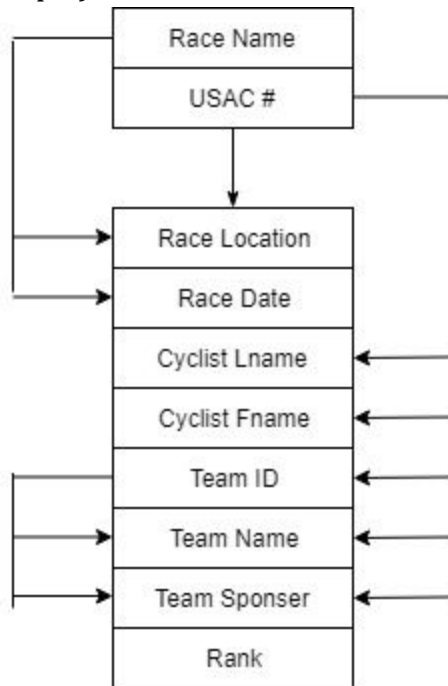 Race Name
USAC #
Race Location
Race Date
Cyclist Lname
Cyclist Fname
Team ID
Team Name
Team Sponser
Rank